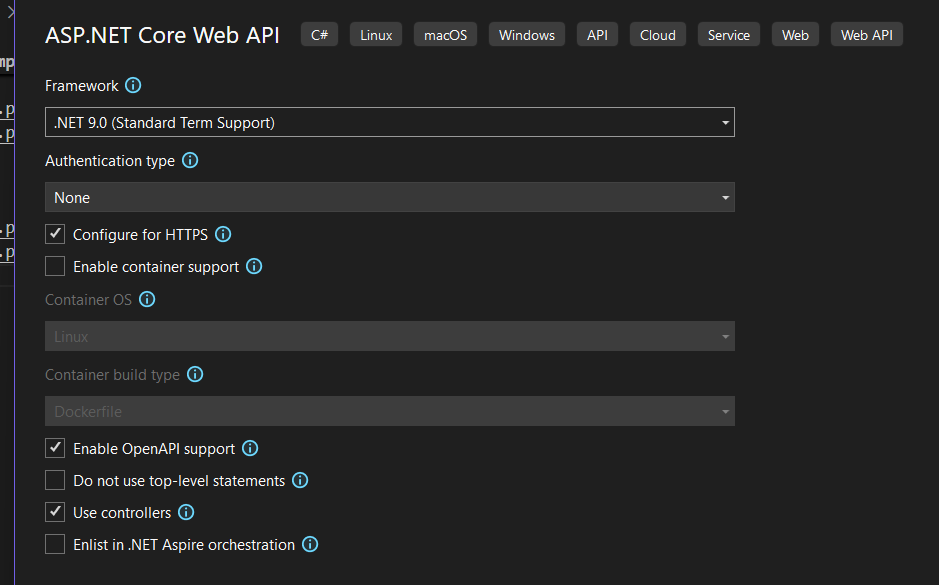 ASP.NET Core Web API C# Linux macOS Windows API Cloud Service Web Web API
mp
Framework
.p
.NET 9.0 (Standard Term Support)
.p
Authentication type
None
.p
Configure for HTTPS
.p
Enable container support
Container OS
Linux
Container build type
Dockerfile
Enable OpenAPI support
Do not use top-level statements
Use controllers
Enlist in .NET Aspire orchestration